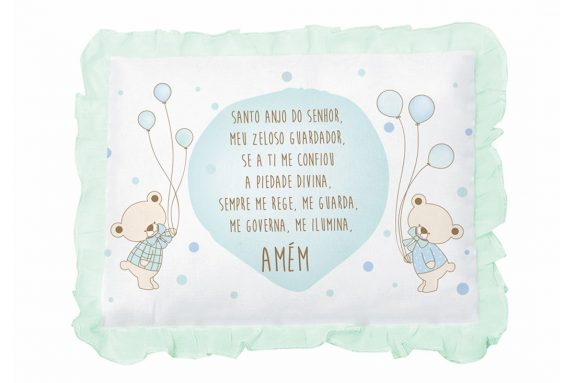 SANTO ANJO DO SENHOR,
MEU ZELOSO GUARDADOR,
SE A TI ME CONFIOU
A PIEDADE DIVINA,
SEMPRE ME REGE, ME GUARDA,
ME GOVERNA, ME ILUMINA,
AMÉM